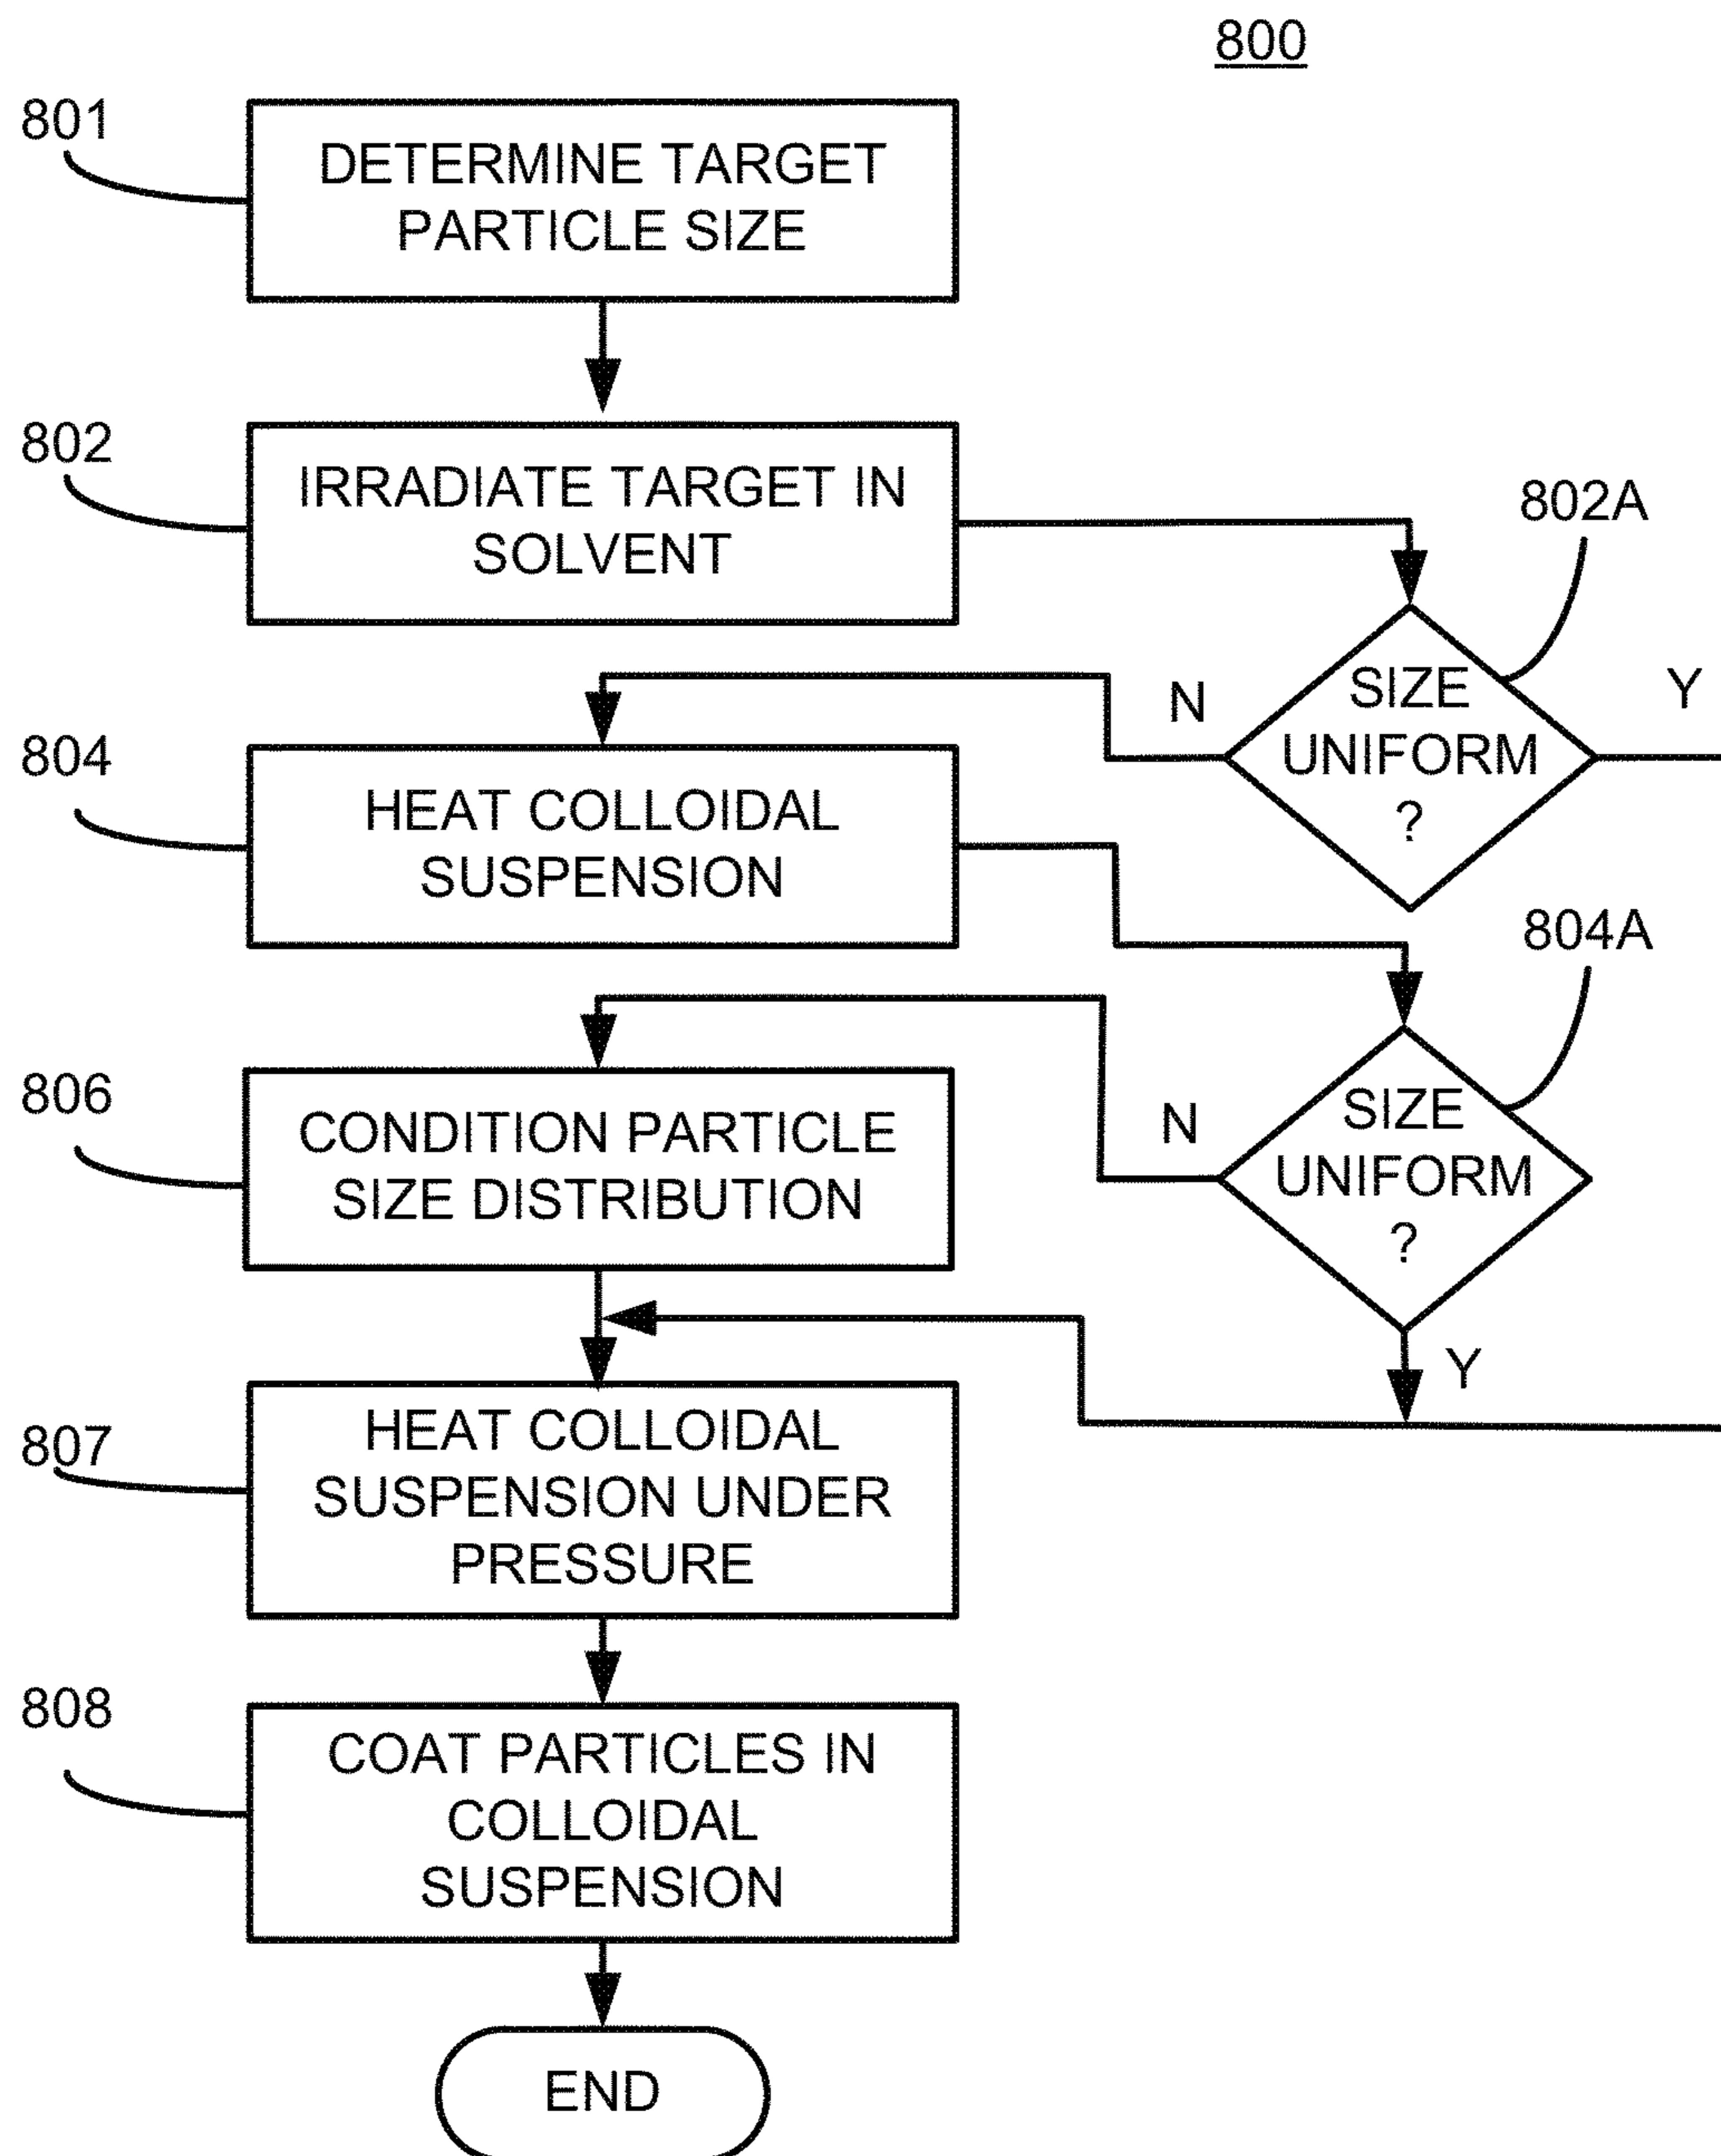 800
801
DETERMINE TARGET
PARTICLE SIZE
802
IRRADIATE TARGET IN
SOLVENT
802A
SIZE
UNIFORM
?
N
Y
804
HEAT COLLOIDAL
SUSPENSION
804A
SIZE
UNIFORM
?
N
Y
806
CONDITION PARTICLE
SIZE DISTRIBUTION
807
HEAT COLLOIDAL
SUSPENSION UNDER
PRESSURE
808
COAT PARTICLES IN
COLLOIDAL
SUSPENSION
END